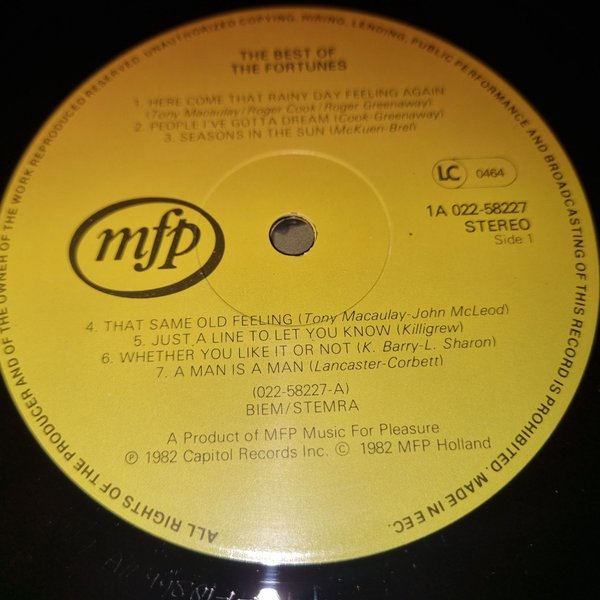 THE BEST OF
THE FORTUNES
1. HERE COME THAT RAINY DAY FEELING AGAIN
(Tony Macaulay/Roger Cook/Roger Greenaway)
2. PEOPLE I'VE GOTTA DREAM (Cook-Greenaway)
3. SEASONS IN THE SUN (McKuen-Brel)
LC 0464
1A 022-58227
STEREO
Side 1
mfp
4. THAT SAME OLD FEELING (Tony Macaulay-John McLeod)
5. JUST A LINE TO LET YOU KNOW (Killigrew)
6. WHETHER YOU LIKE IT OR NOT (K. Barry-L. Sharon)
7. A MAN IS A MAN (Lancaster-Corbett)
(022-58227-A)
BIEM/STEMRA
A Product of MFP Music For Pleasure
℗ 1982 Capitol Records Inc. © 1982 MFP Holland
ALL RIGHTS OF THE PRODUCER AND OF THE OWNER OF THE WORK REPRODUCED RESERVED. UNAUTHORIZED COPYING, HIRING, LENDING, PUBLIC PERFORMANCE AND BROADCASTING OF THIS RECORD IS PROHIBITED. MADE IN EEC.